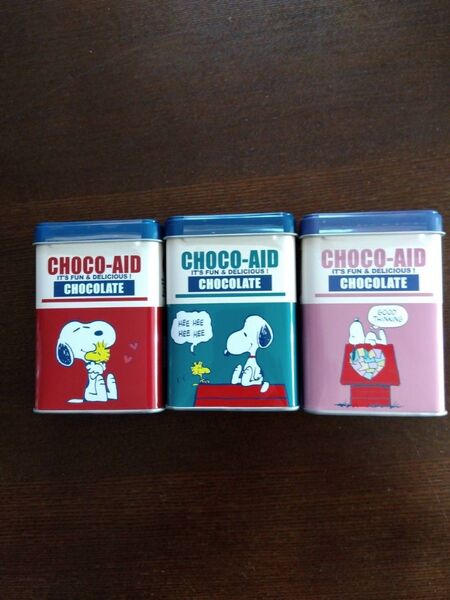 CHOCO-AID
IT'S FUN & DELICIOUS !
CHOCOLATE
CHOCO-AID
IT'S FUN & DELICIOUS !
CHOCOLATE
HEE HEE
HEE HEE
CHOCO-AID
IT'S FUN & DELICIOUS !
CHOCOLATE
GOOD
THINKING